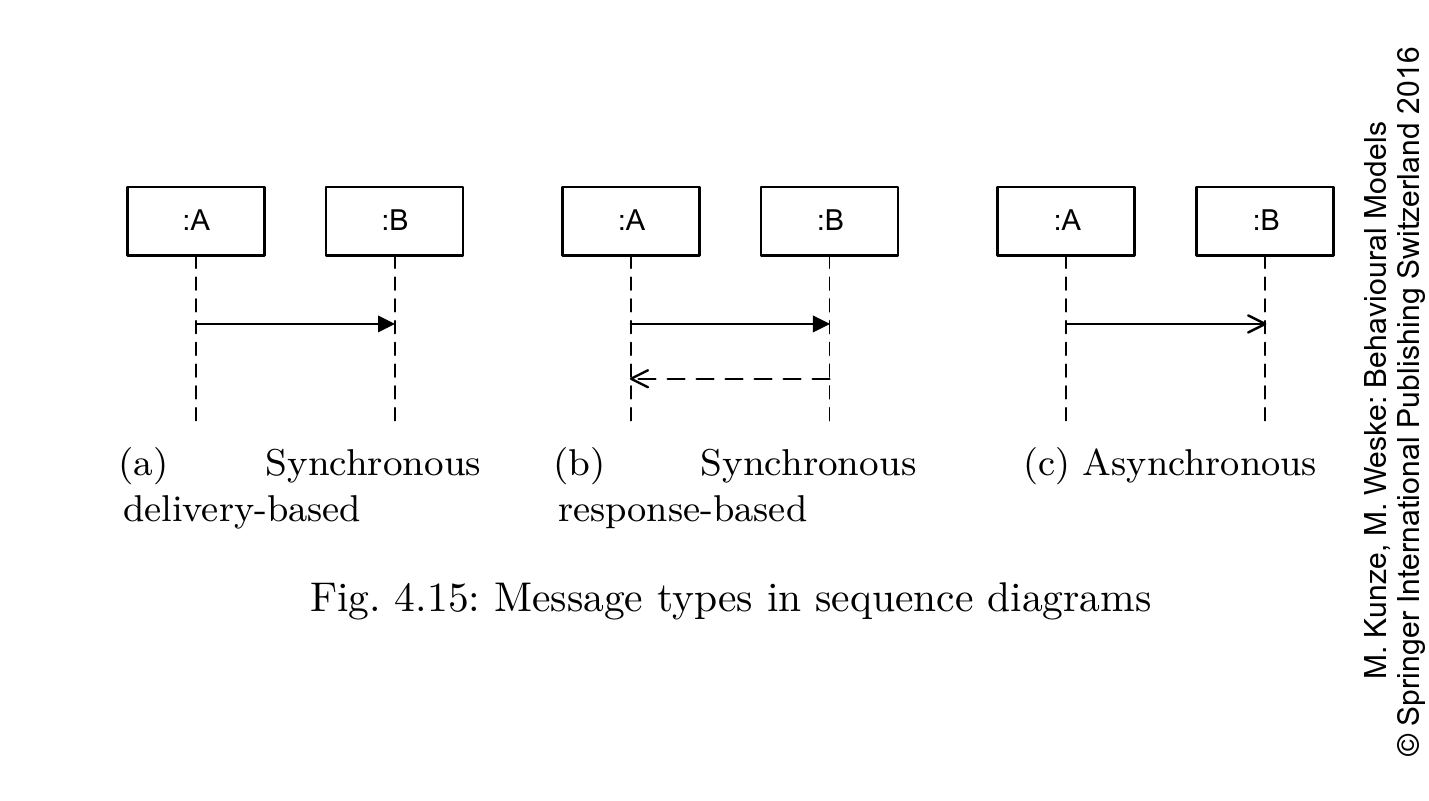 :A
:B
:A
:B
:A
:B
(a) Synchronous
delivery-based
(b) Synchronous
response-based
(c) Asynchronous
Fig. 4.15: Message types in sequence diagrams
M. Kunze, M. Weske: Behavioural Models
© Springer International Publishing Switzerland 2016